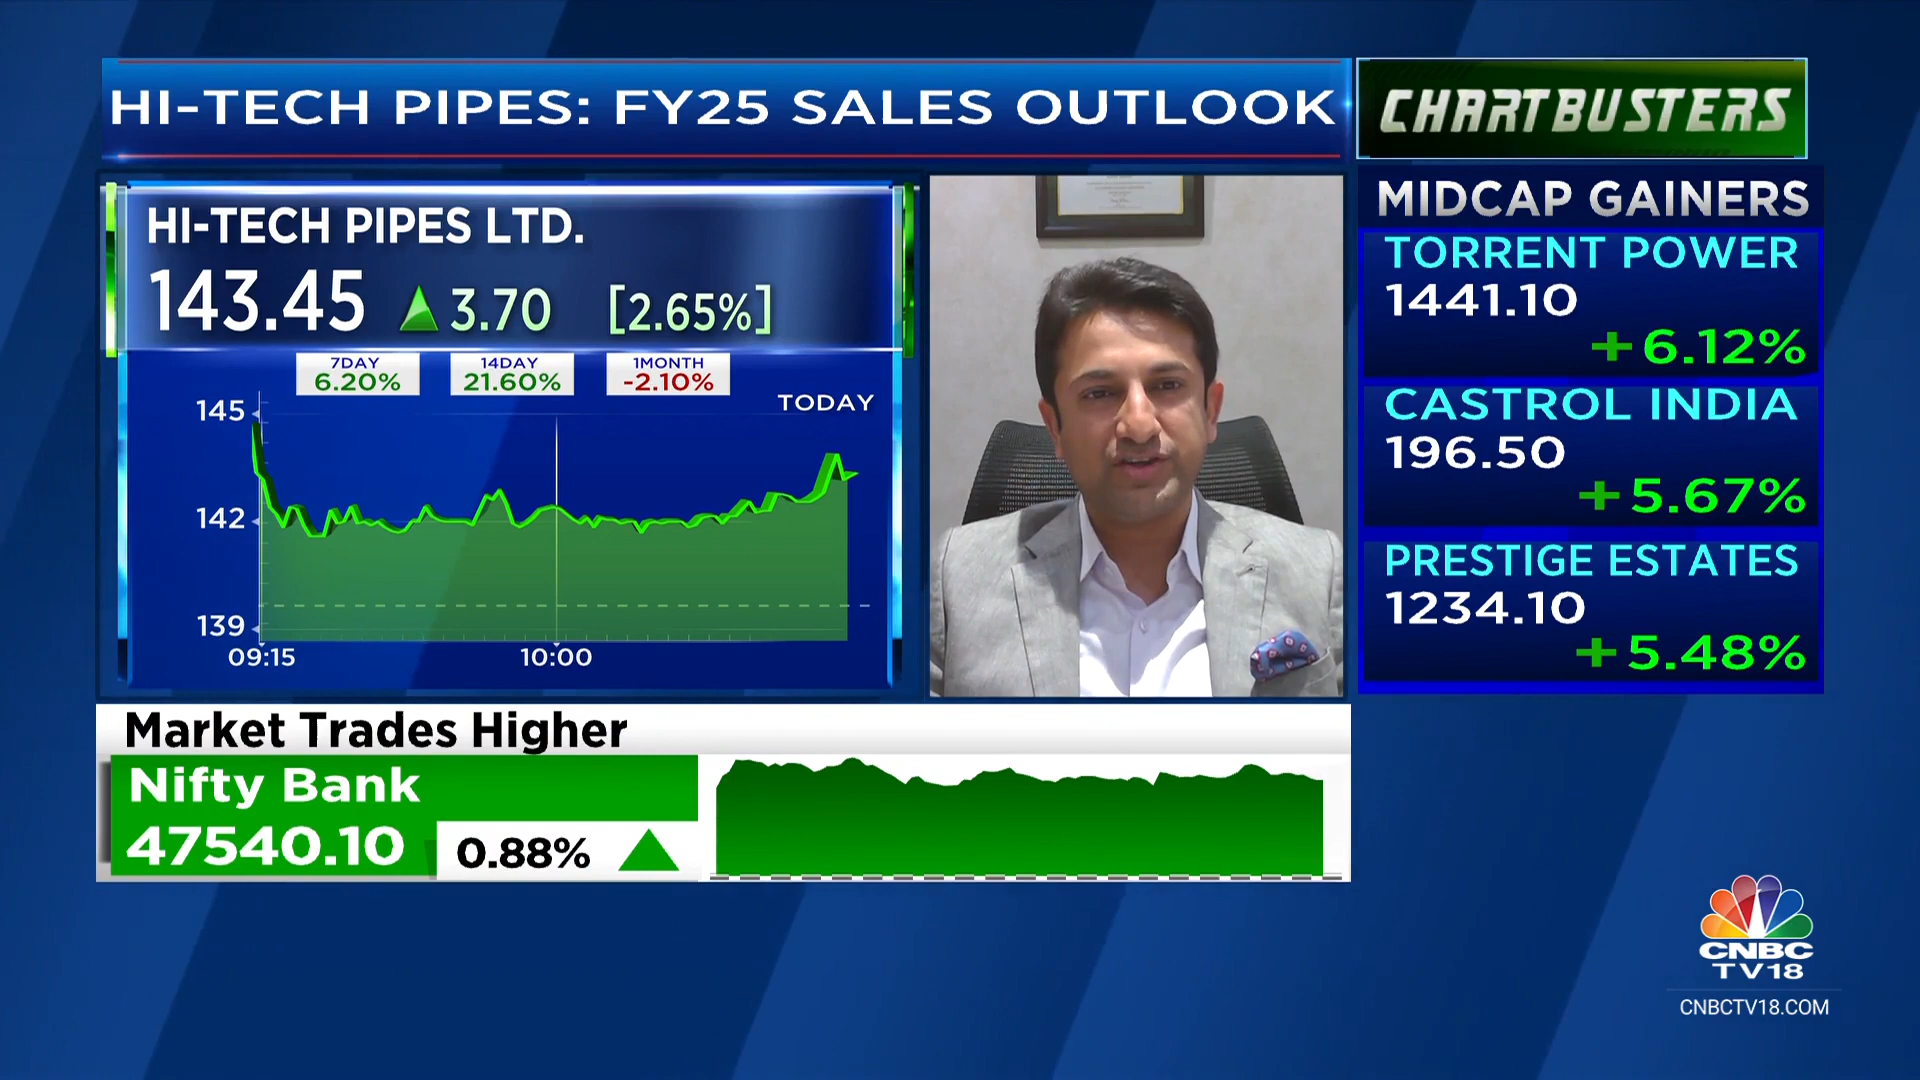 HI-TECH PIPES: FY25 SALES OUTLOOK
CHARTBUSTERS
HI-TECH PIPES LTD.
143.45 ▲ 3.70 [2.65%]
7DAY 14DAY 1MONTH
6.20% 21.60% -2.10%
TODAY
145
142
139
09:15 10:00
MIDCAP GAINERS
TORRENT POWER
1441.10
+6.12%
CASTROL INDIA
196.50
+5.67%
PRESTIGE ESTATES
1234.10
+5.48%
Market Trades Higher
Nifty Bank
47540.10 0.88% ▲
CNBC
TV18
CNBCTV18.COM